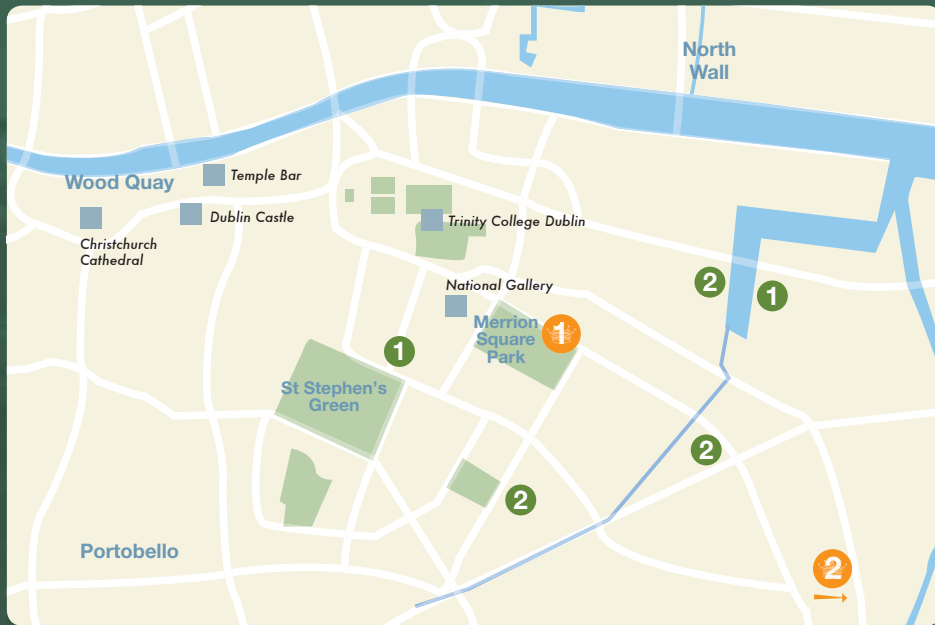 North
Wall
Temple Bar
Wood Quay
Dublin Castle
Trinity College Dublin
Christchurch
Cathedral
2
1
National Gallery
Merrion
Square
Park
1
1
St Stephen's
Green
2
2
Portobello
2